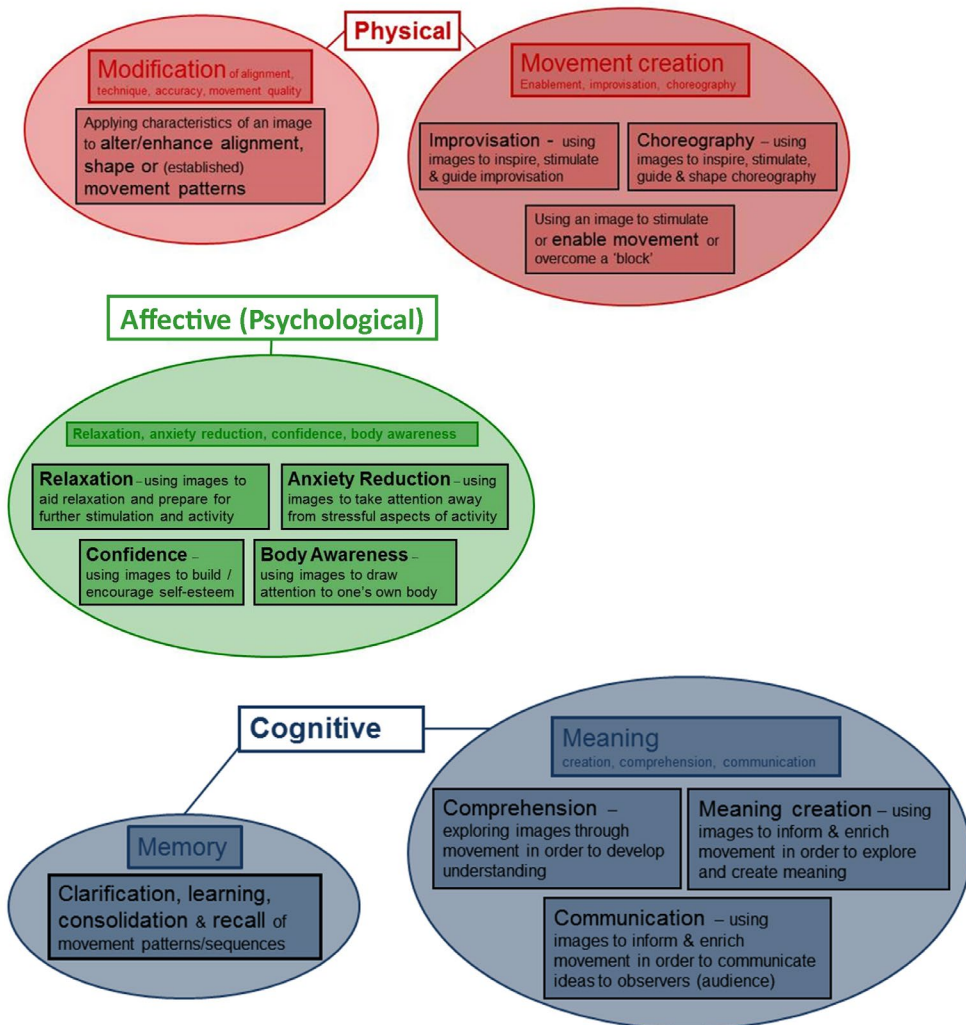 Physical
Modification of alignment,
technique, accuracy, movement quality
Applying characteristics of an image
to alter/enhance alignment,
shape or (established)
movement patterns
Movement creation
Enablement, improvisation, choreography
Improvisation - using
images to inspire, stimulate
& guide improvisation
Choreography – using
images to inspire, stimulate,
guide & shape choreography
Using an image to stimulate
or enable movement or
overcome a 'block'
Affective (Psychological)
Relaxation, anxiety reduction, confidence, body awareness
Relaxation – using images to
aid relaxation and prepare for
further stimulation and activity
Anxiety Reduction – using
images to take attention away
from stressful aspects of activity
Confidence –
using images to build /
encourage self-esteem
Body Awareness –
using images to draw
attention to one's own body
Cognitive
Memory
Clarification, learning,
consolidation & recall of
movement patterns/sequences
Meaning
creation, comprehension, communication
Comprehension –
exploring images through
movement in order to develop
understanding
Meaning creation – using
images to inform & enrich
movement in order to explore
and create meaning
Communication – using
images to inform & enrich
movement in order to communicate
ideas to observers (audience)